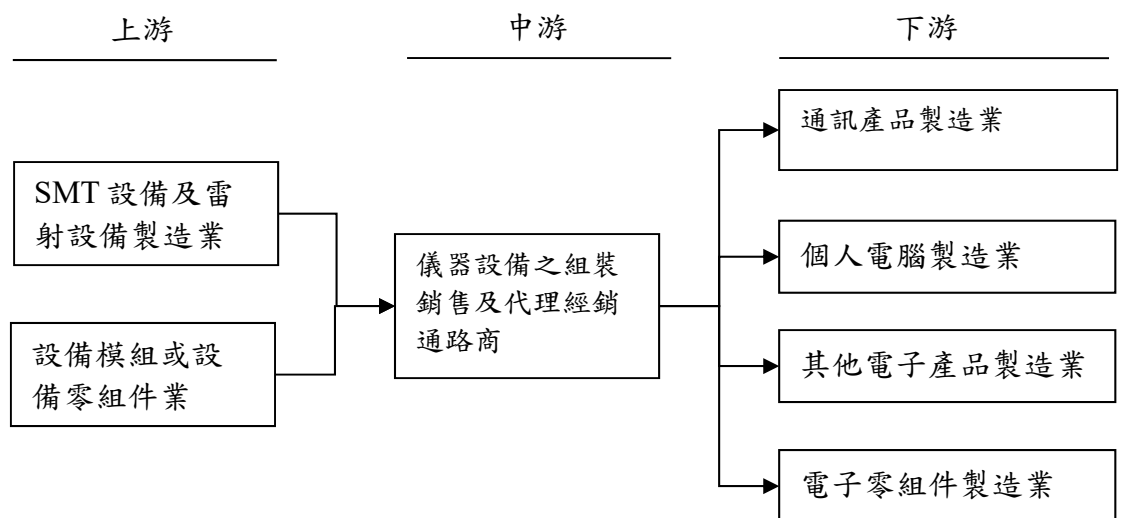 上游
中游
下游
SMT 設備及雷
射設備製造業
設備模組或設
備零組件業
儀器設備之組裝
銷售及代理經銷
通路商
通訊產品製造業
個人電腦製造業
其他電子產品製造業
電子零組件製造業